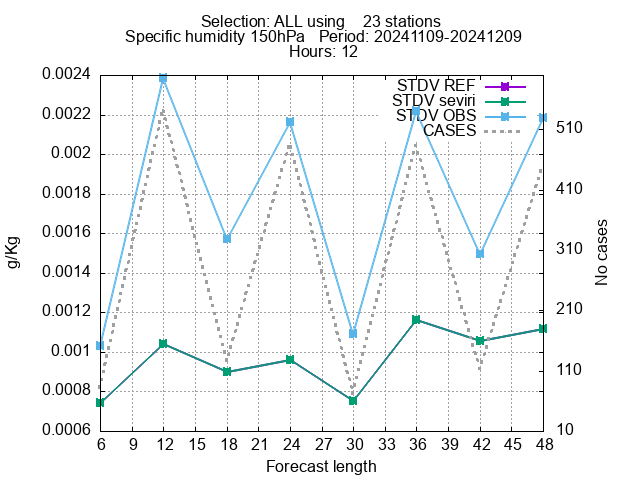 Selection: ALL using    23 stations
Specific humidity 150hPa   Period: 20241109-20241209
Hours: 12
STDV REF
STDV seviri
STDV OBS
CASES
0.0024
0.0022
0.002
0.0018
0.0016
0.0014
0.0012
0.001
0.0008
0.0006
g/Kg
510
410
310
210
110
10
No cases
6 9 12 15 18 21 24 27 30 33 36 39 42 45 48
Forecast length